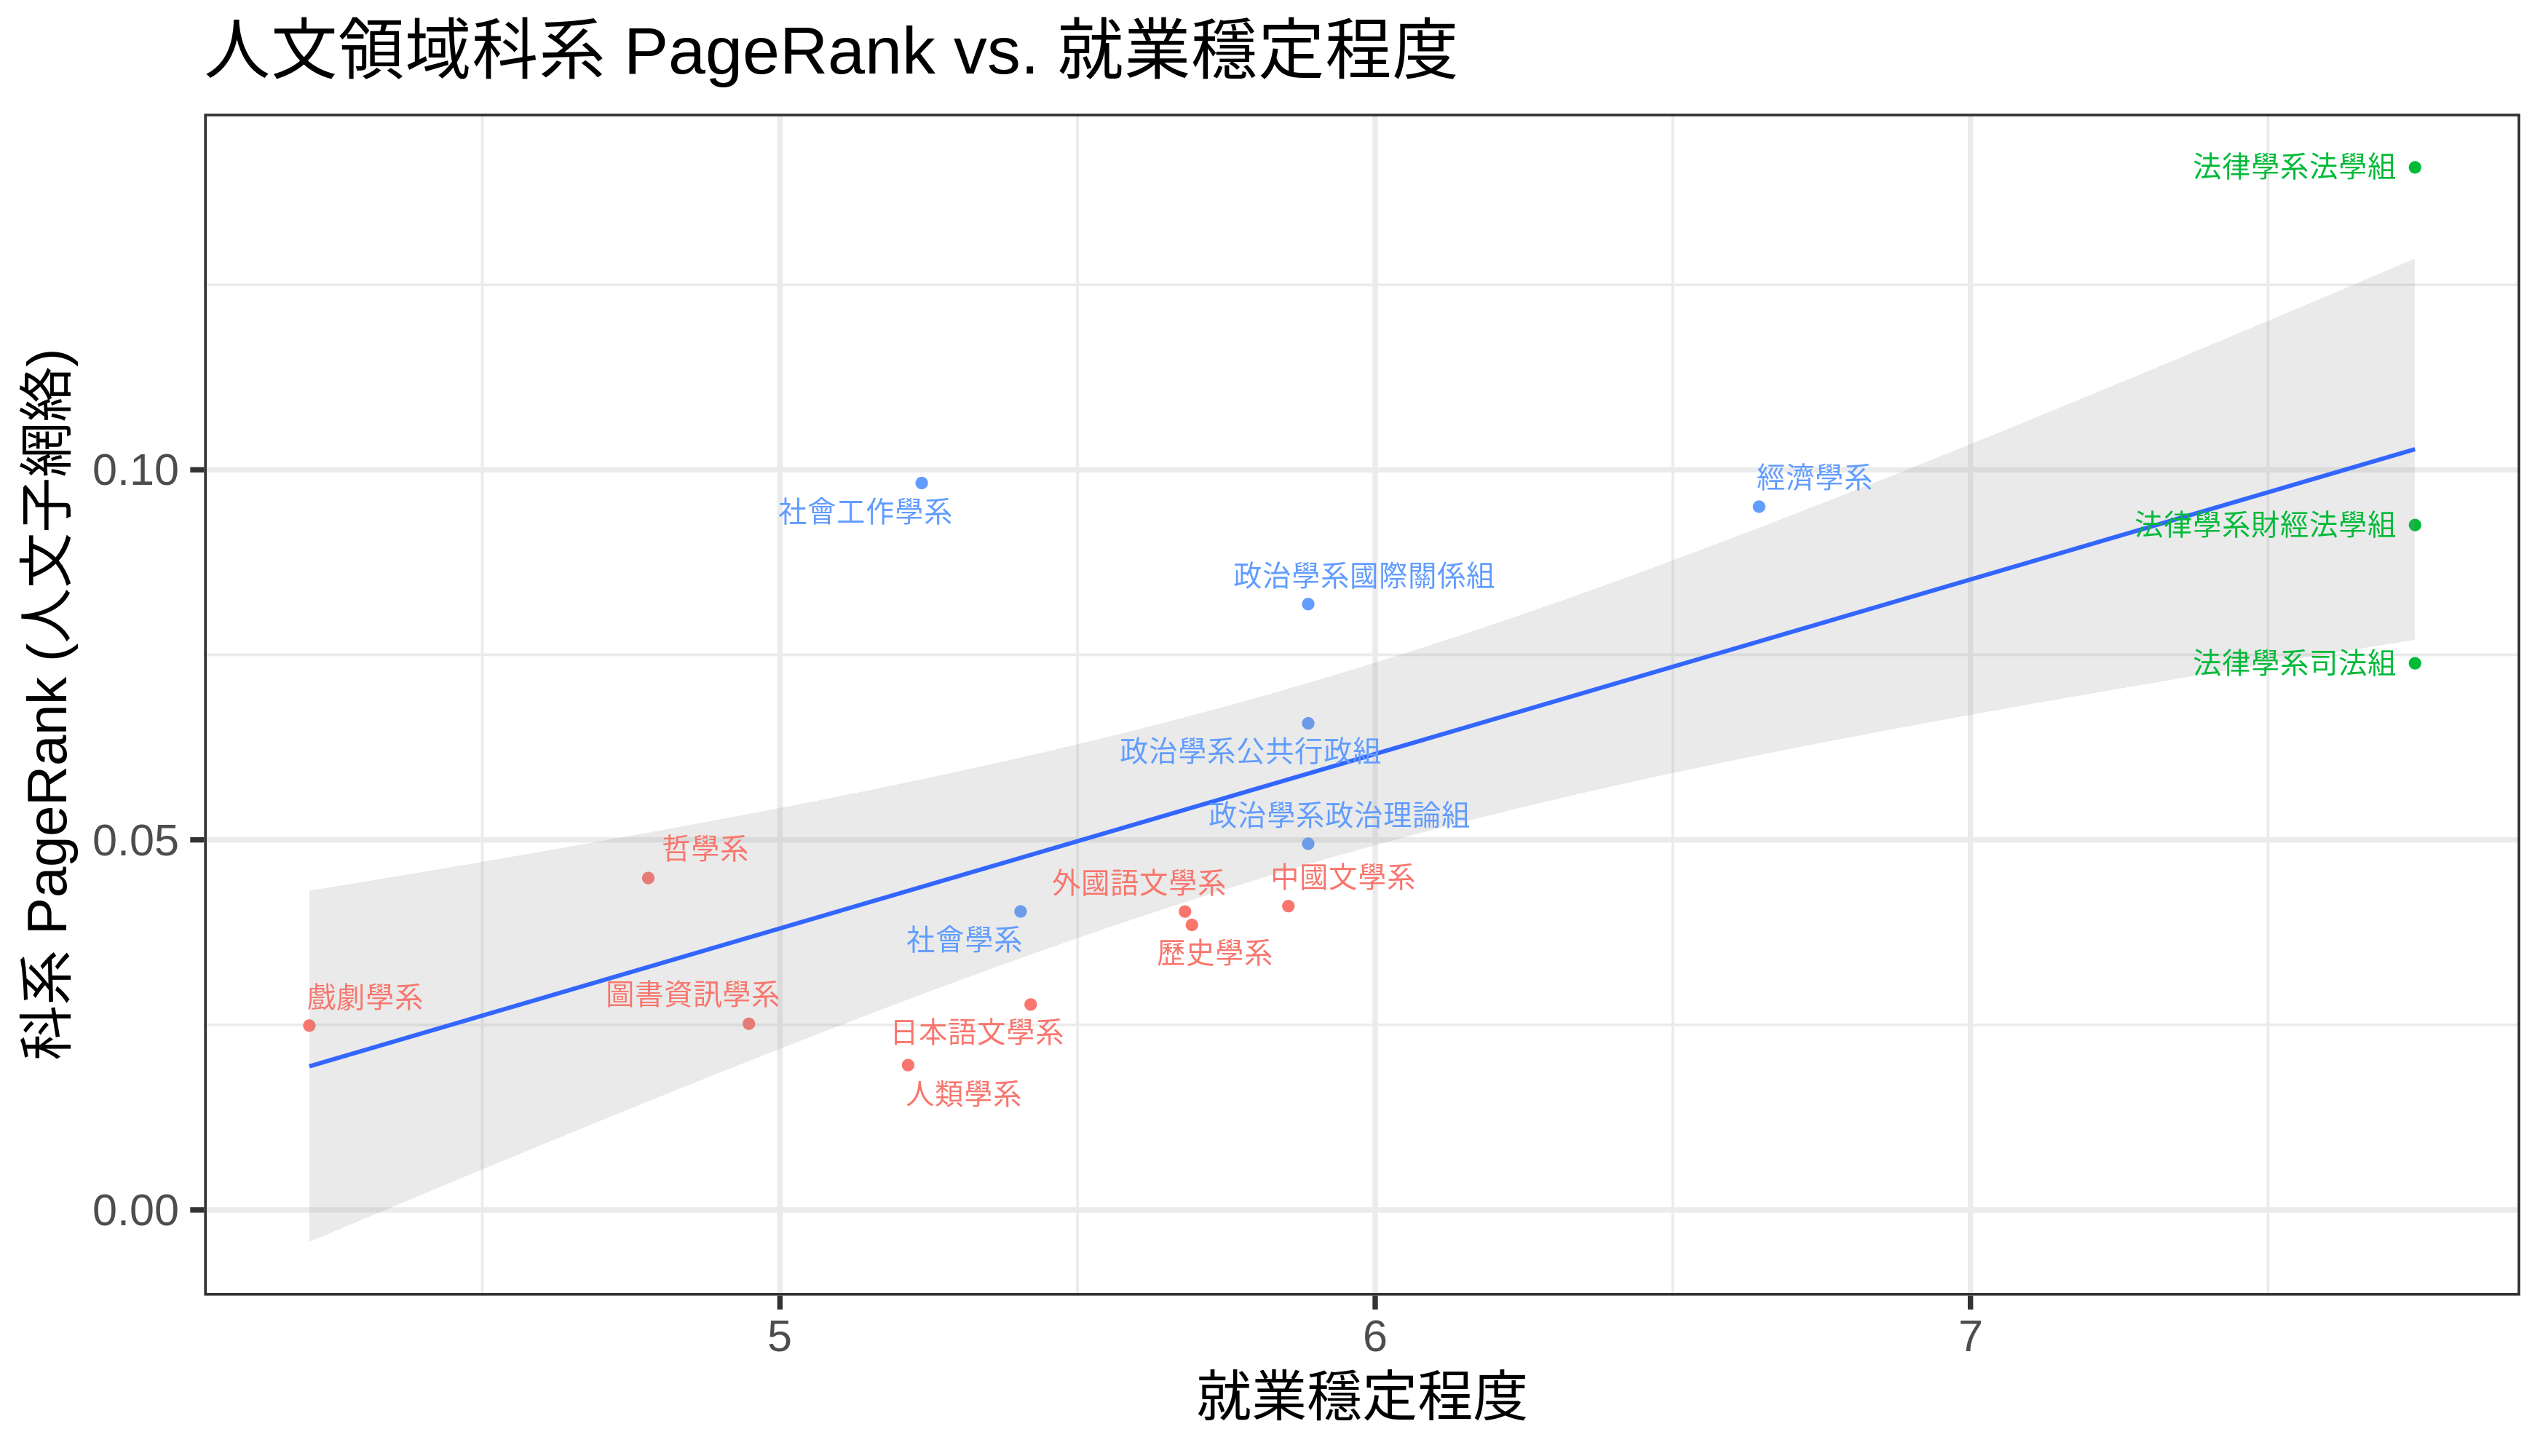 人文領域科系 PageRank vs. 就業穩定程度
科系 PageRank (人文子網絡)
0.10
0.05
0.00
法律學系法學組
經濟學系
社會工作學系
法律學系財經法學組
政治學系國際關係組
法律學系司法組
政治學系公共行政組
政治學系政治理論組
哲學系
中國文學系
外國語文學系
社會學系
歷史學系
戲劇學系
圖書資訊學系
日本語文學系
人類學系
5
6
7
就業穩定程度